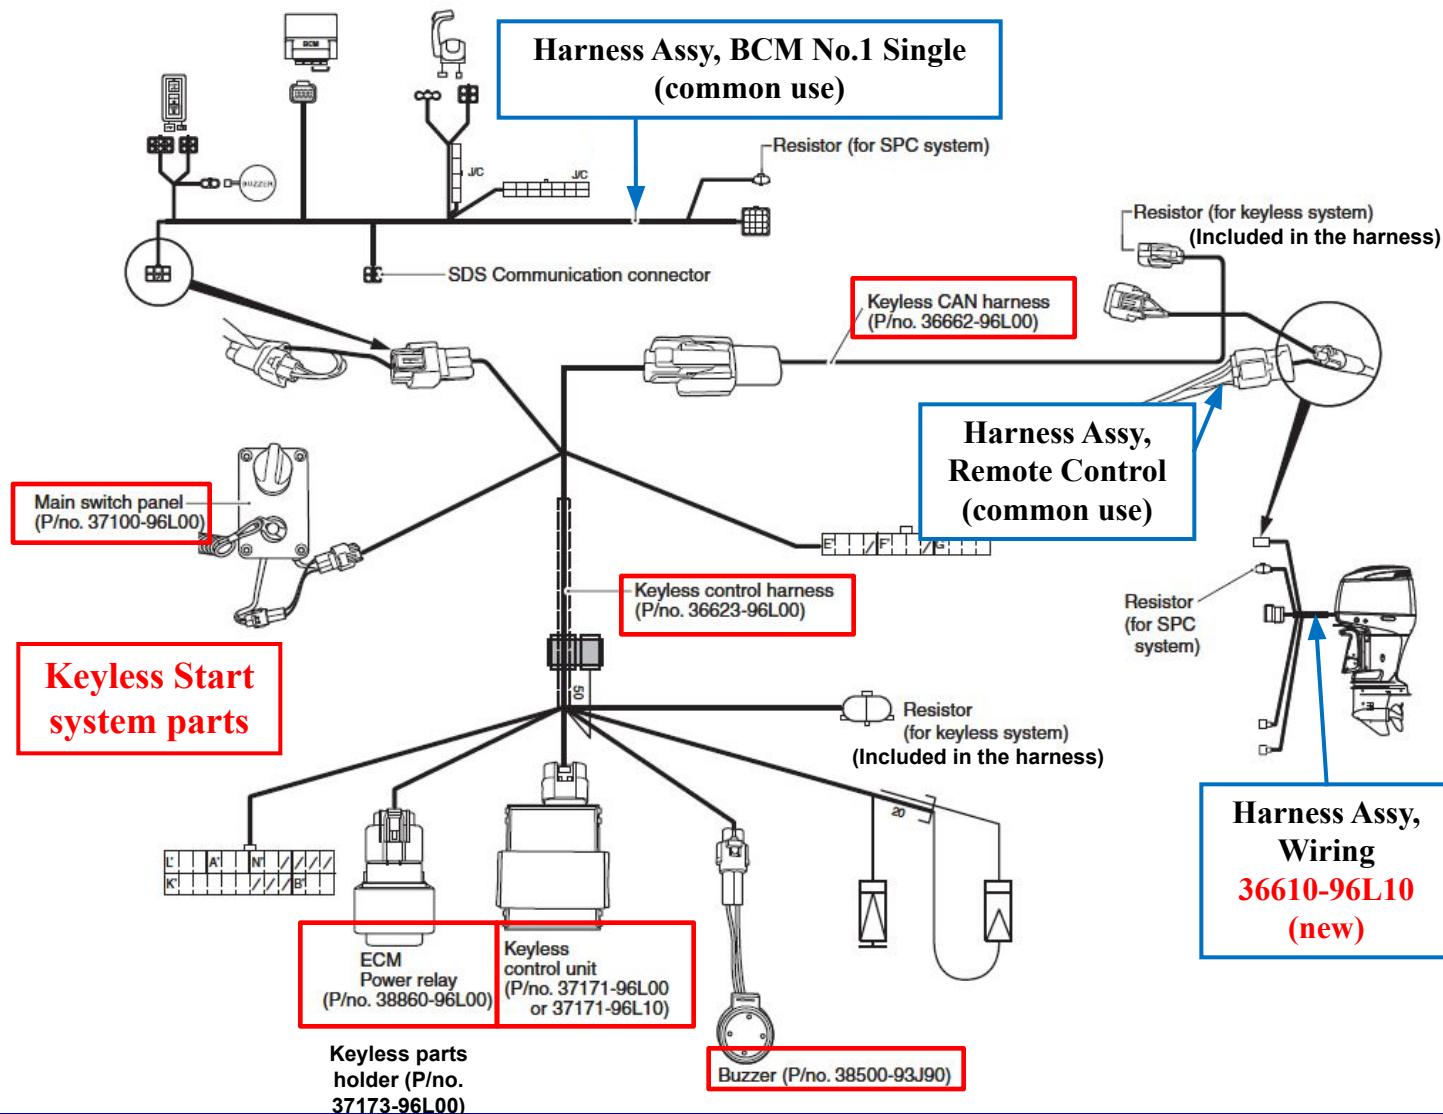 Harness Assy, BCM No.1 Single
(common use)
BCM
BUZZER
J/C
J/C
Resistor (for SPC system)
Resistor (for keyless system)
(Included in the harness)
SDS Communication connector
Keyless CAN harness
(P/no. 36662-96L00)
Harness Assy,
Remote Control
(common use)
Main switch panel
(P/no. 37100-96L00)
E' F' G
Keyless control harness
(P/no. 36623-96L00)
Resistor
(for SPC
system)
Keyless Start
system parts
50
Resistor
(for keyless system)
(Included in the harness)
20
L' A' N'
K' B'
Harness Assy,
Wiring
36610-96L10
(new)
ECM
Power relay
(P/no. 38860-96L00)
Keyless
control unit
(P/no. 37171-96L00
or 37171-96L10)
Keyless parts
holder (P/no.
37173-96L00)
Buzzer (P/no. 38500-93J90)